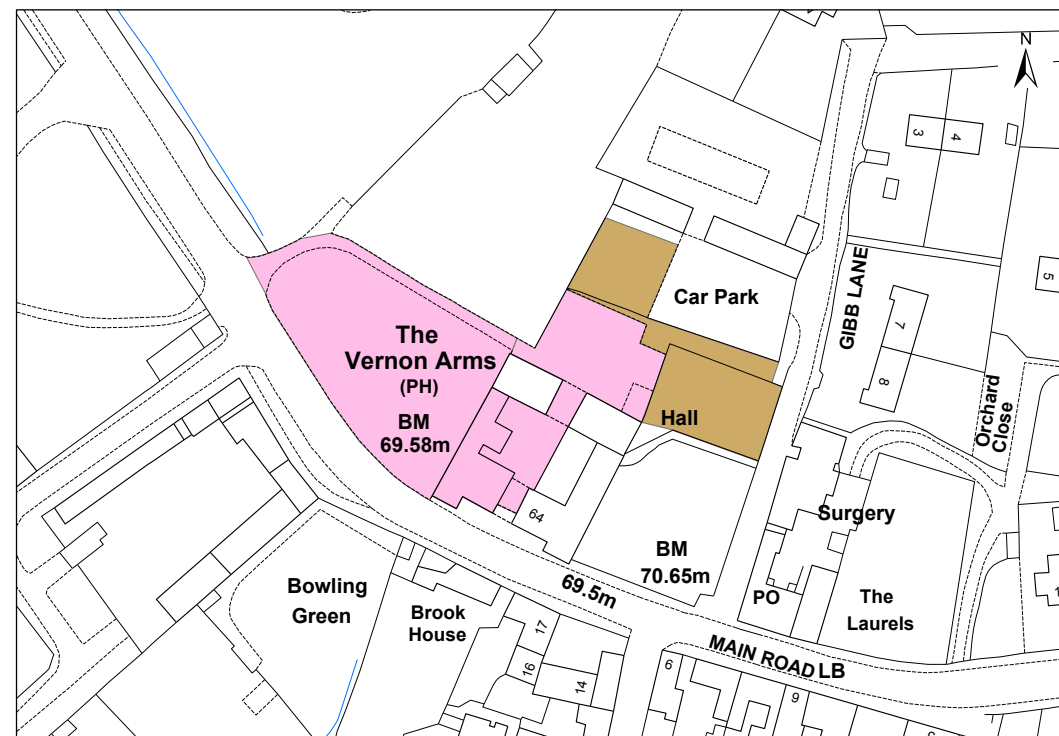 N
3
4
5
GIBB LANE
Car Park
7
8
The
Vernon Arms
(PH)
BM
69.58m
Hall
Orchard
Close
64
Surgery
BM
70.65m
69.5m
Bowling
Green
Brook
House
PO
The
Laurels
MAIN ROAD LB
17
16
14
6
9